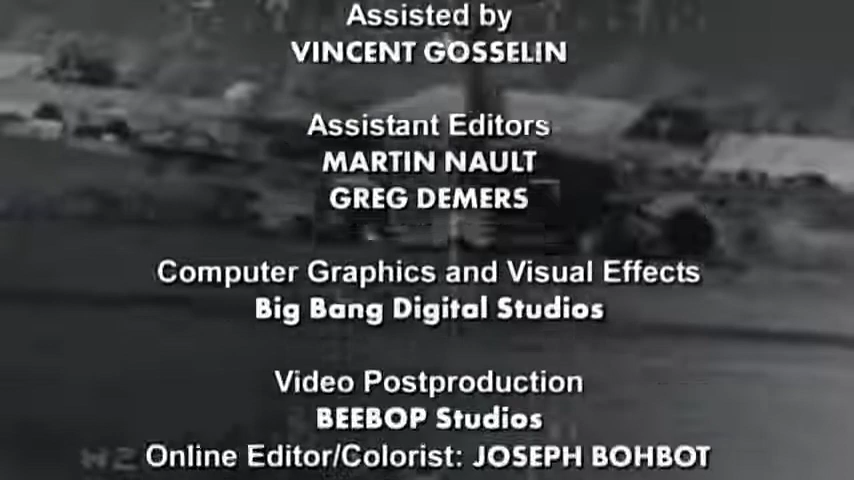 Assisted by
VINCENT GOSSELIN
Assistant Editors
MARTIN NAULT
GREG DEMERS
Computer Graphics and Visual Effects
Big Bang Digital Studios
Video Postproduction
BEEBOP Studios
Online Editor/Colorist: JOSEPH BOHBOT